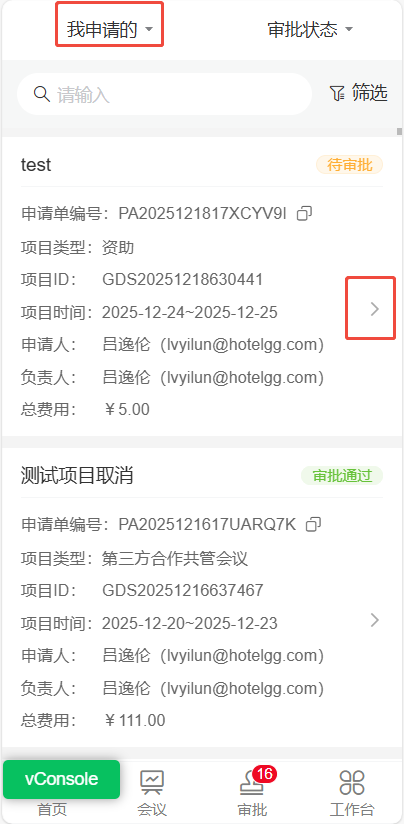 我申请的 审批状态
请输入 筛选
test 待审批
申请单编号：PA2025121817XCYV9I
项目类型：资助
项目ID： GDS20251218630441
项目时间：2025-12-24~2025-12-25
申请人： 吕逸伦（lvyilun@hotelgg.com）
负责人： 吕逸伦（lvyilun@hotelgg.com）
总费用： ￥5.00
测试项目取消 审批通过
申请单编号：PA2025121617UARQ7K
项目类型：第三方合作共管会议
项目ID： GDS20251216637467
项目时间：2025-12-20~2025-12-23
申请人： 吕逸伦（lvyilun@hotelgg.com）
负责人： 吕逸伦（lvyilun@hotelgg.com）
总费用： ￥111.00
vConsole 16
首页 会议 审批 工作台